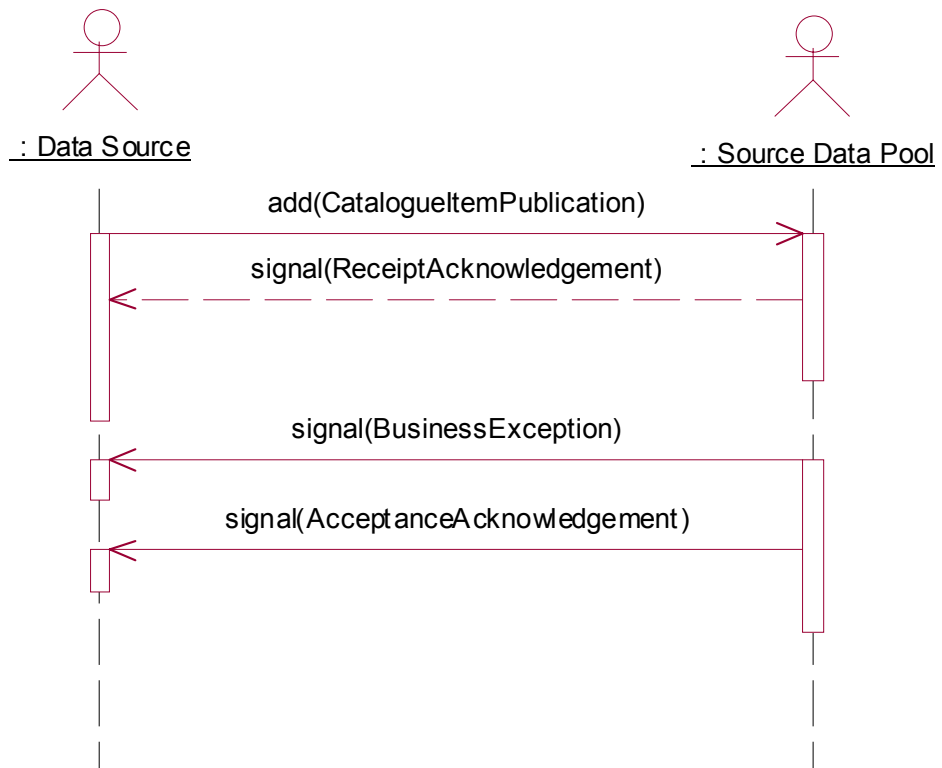 : Data Source
: Source Data Pool
add(CatalogueItemPublication)
signal(ReceiptAcknowledgement)
signal(BusinessException)
signal(AcceptanceAcknowledgement)